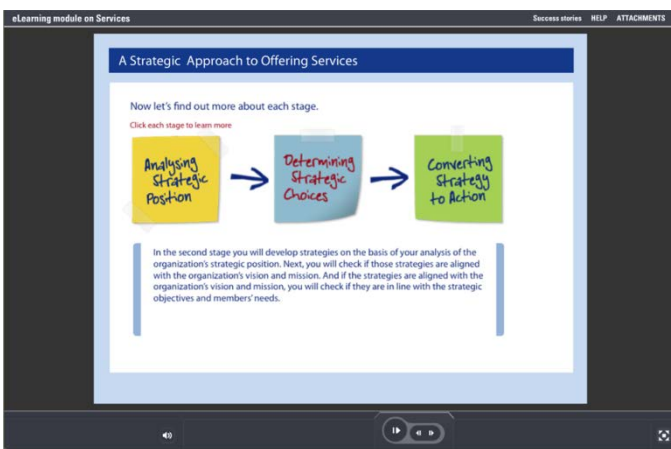 eLearning module on Services
Success stories HELP ATTACHMENTS
A Strategic Approach to Offering Services
Now let's find out more about each stage.
Click each stage to learn more
Analysing
Strategic
Position
Determining
Strategic
Choices
Converting
Strategy
to Action
In the second stage you will develop strategies on the basis of your analysis of the
organization's strategic position. Next, you will check if those strategies are aligned
with the organization's vision and mission. And if the strategies are aligned with the
organization's vision and mission, you will check if they are in line with the strategic
objectives and members' needs.